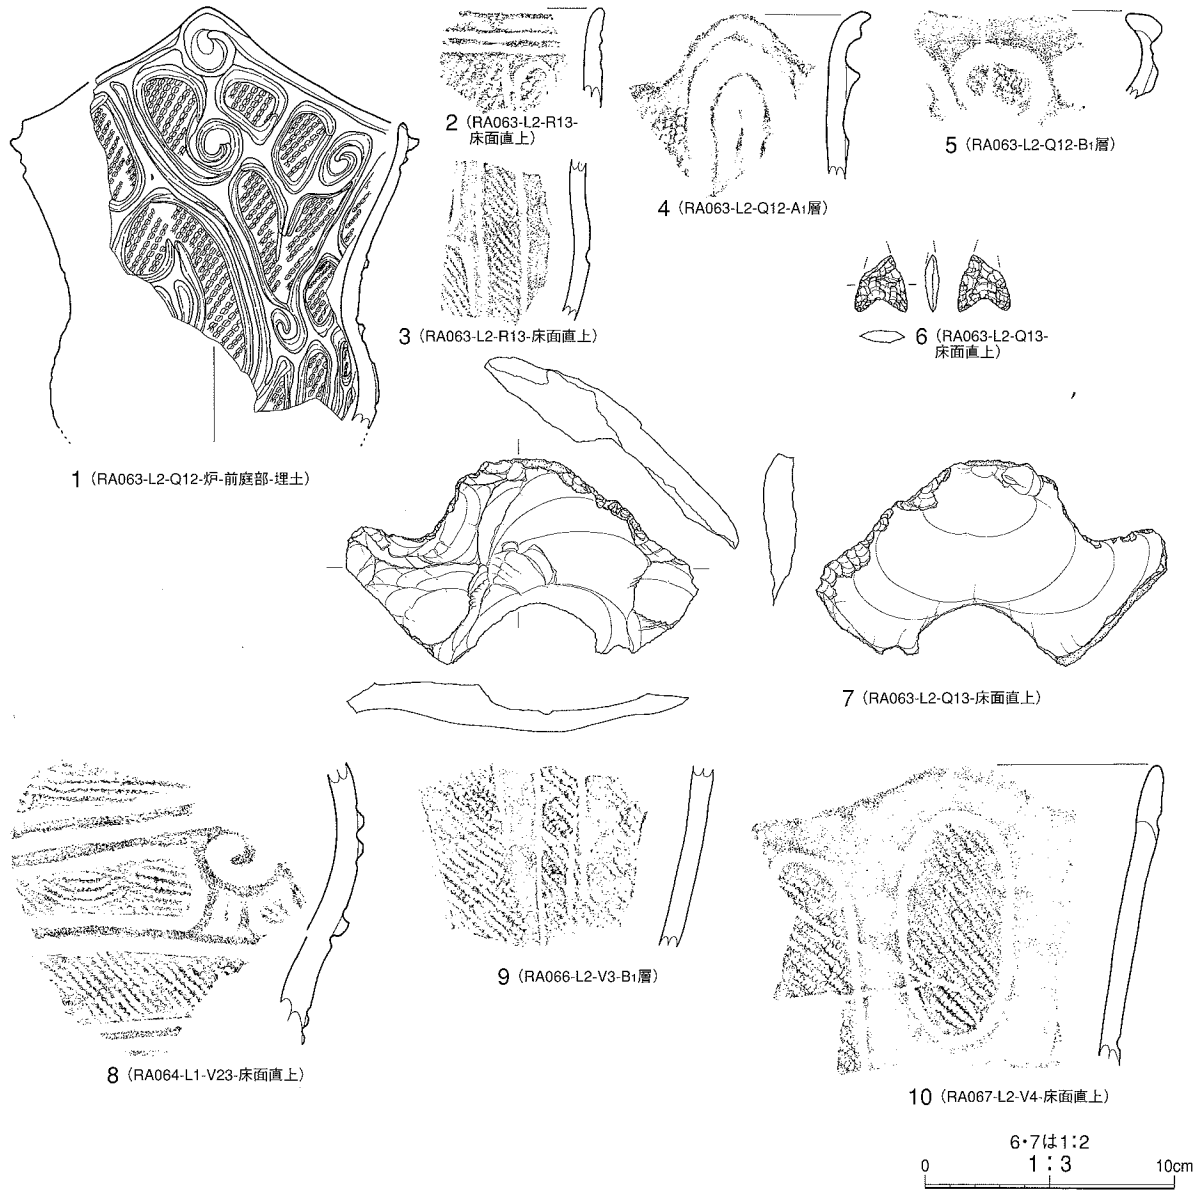 2（RA063-L2-R13-
床面直上）
5（RA063-L2-Q12-B1層）
4（RA063-L2-Q12-A1層）
3（RA063-L2-R13-床面直上）
6（RA063-L2-Q13-
床面直上）
1（RA063-L2-Q12-炉-前庭部-埋土）
7（RA063-L2-Q13-床面直上）
9（RA066-L2-V3-B1層）
8（RA064-L1-V23-床面直上）
10（RA067-L2-V4-床面直上）
6・7は1：2
0 1：3 10cm